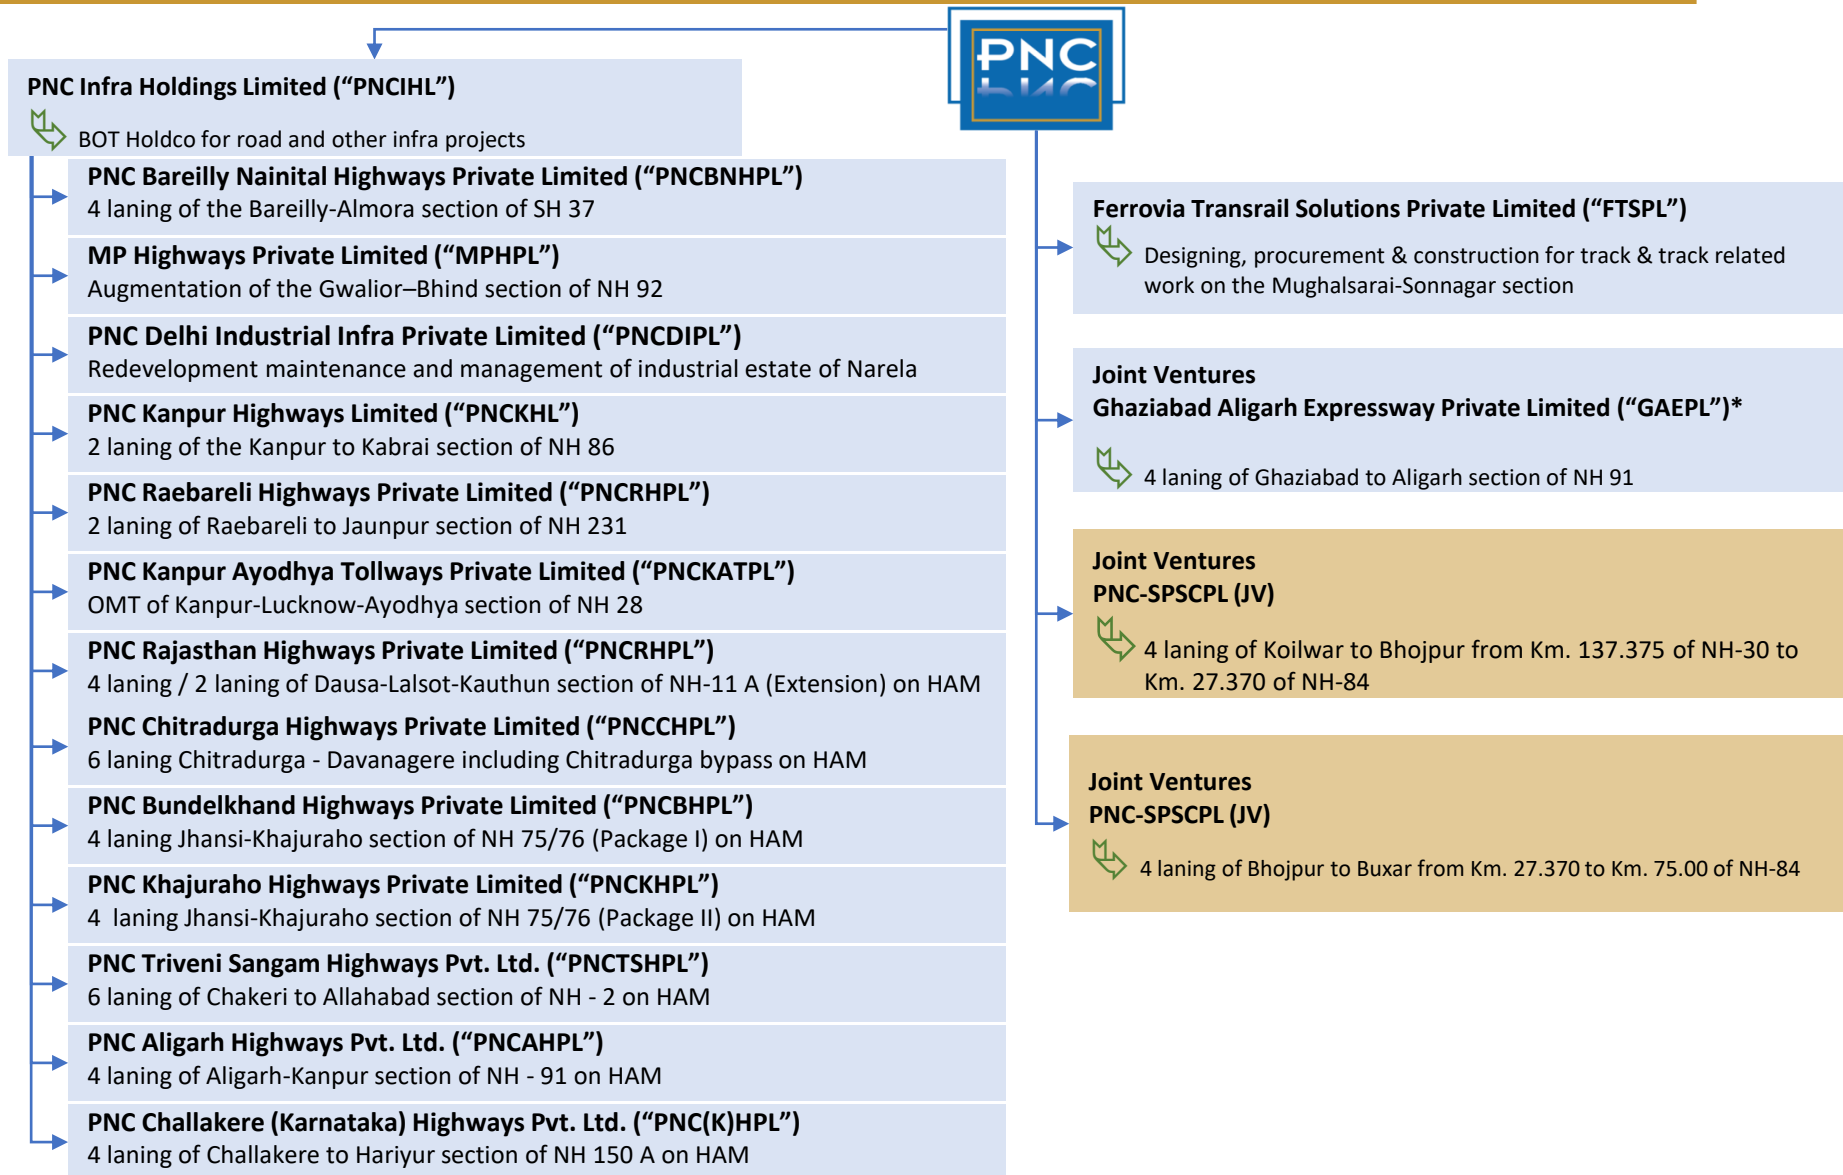 PNC
PNC Infra Holdings Limited (“PNCIHL”)
BOT Holdco for road and other infra projects
PNC Bareilly Nainital Highways Private Limited (“PNCBNHPL”)
4 laning of the Bareilly-Almora section of SH 37
MP Highways Private Limited (“MPHPL”)
Augmentation of the Gwalior–Bhind section of NH 92
PNC Delhi Industrial Infra Private Limited (“PNCDIPL”)
Redevelopment maintenance and management of industrial estate of Narela
PNC Kanpur Highways Limited (“PNCKHL”)
2 laning of the Kanpur to Kabrai section of NH 86
PNC Raebareli Highways Private Limited (“PNCRHPL”)
2 laning of Raebareli to Jaunpur section of NH 231
PNC Kanpur Ayodhya Tollways Private Limited (“PNCKATPL”)
OMT of Kanpur-Lucknow-Ayodhya section of NH 28
PNC Rajasthan Highways Private Limited (“PNCRHPL”)
4 laning / 2 laning of Dausa-Lalsot-Kauthun section of NH-11 A (Extension) on HAM
PNC Chitradurga Highways Private Limited (“PNCCHPL”)
6 laning Chitradurga - Davanagere including Chitradurga bypass on HAM
PNC Bundelkhand Highways Private Limited (“PNCBHPL”)
4 laning Jhansi-Khajuraho section of NH 75/76 (Package I) on HAM
PNC Khajuraho Highways Private Limited (“PNCKHPL”)
4 laning Jhansi-Khajuraho section of NH 75/76 (Package II) on HAM
PNC Triveni Sangam Highways Pvt. Ltd. (“PNCTSHPL”)
6 laning of Chakeri to Allahabad section of NH - 2 on HAM
PNC Aligarh Highways Pvt. Ltd. (“PNCAHPL”)
4 laning of Aligarh-Kanpur section of NH - 91 on HAM
PNC Challakere (Karnataka) Highways Pvt. Ltd. (“PNC(K)HPL”)
4 laning of Challakere to Hariyur section of NH 150 A on HAM
Ferrovia Transrail Solutions Private Limited (“FTSPL”)
Designing, procurement & construction for track & track related
work on the Mughalsarai-Sonnagar section
Joint Ventures
Ghaziabad Aligarh Expressway Private Limited (“GAEPL”)*
4 laning of Ghaziabad to Aligarh section of NH 91
Joint Ventures
PNC-SPSCPL (JV)
4 laning of Koilwar to Bhojpur from Km. 137.375 of NH-30 to
Km. 27.370 of NH-84
Joint Ventures
PNC-SPSCPL (JV)
4 laning of Bhojpur to Buxar from Km. 27.370 to Km. 75.00 of NH-84